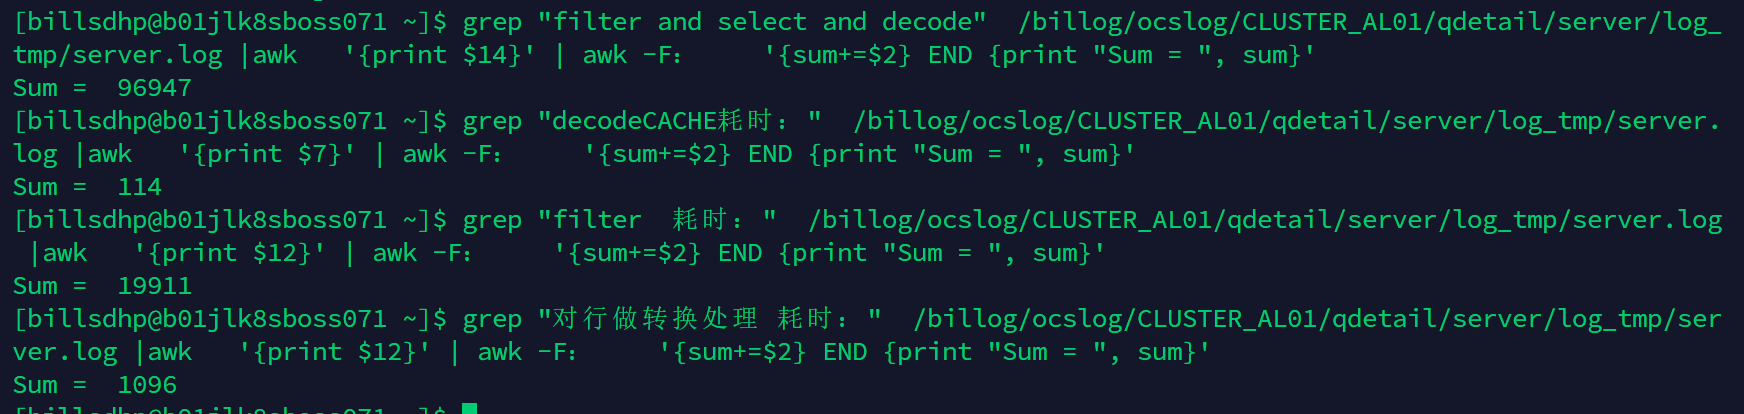 [billsdhp@b01jlk8sboss071 ~]$ grep "filter and select and decode"  /billog/ocslog/CLUSTER_AL01/qdetail/server/log_
tmp/server.log |awk   '{print $14}' | awk -F：     '{sum+=$2} END {print "Sum = ", sum}'
Sum =  96947
[billsdhp@b01jlk8sboss071 ~]$ grep "decodeCACHE耗时："  /billog/ocslog/CLUSTER_AL01/qdetail/server/log_tmp/server.
log |awk   '{print $7}' | awk -F：     '{sum+=$2} END {print "Sum = ", sum}'
Sum =  114
[billsdhp@b01jlk8sboss071 ~]$ grep "filter  耗时："  /billog/ocslog/CLUSTER_AL01/qdetail/server/log_tmp/server.log
 |awk   '{print $12}' | awk -F：     '{sum+=$2} END {print "Sum = ", sum}'
Sum =  19911
[billsdhp@b01jlk8sboss071 ~]$ grep "对行做转换处理 耗时："  /billog/ocslog/CLUSTER_AL01/qdetail/server/log_tmp/ser
ver.log |awk   '{print $12}' | awk -F：     '{sum+=$2} END {print "Sum = ", sum}'
Sum =  1096
[billsdhp@b01jlk8sboss071 ~]$